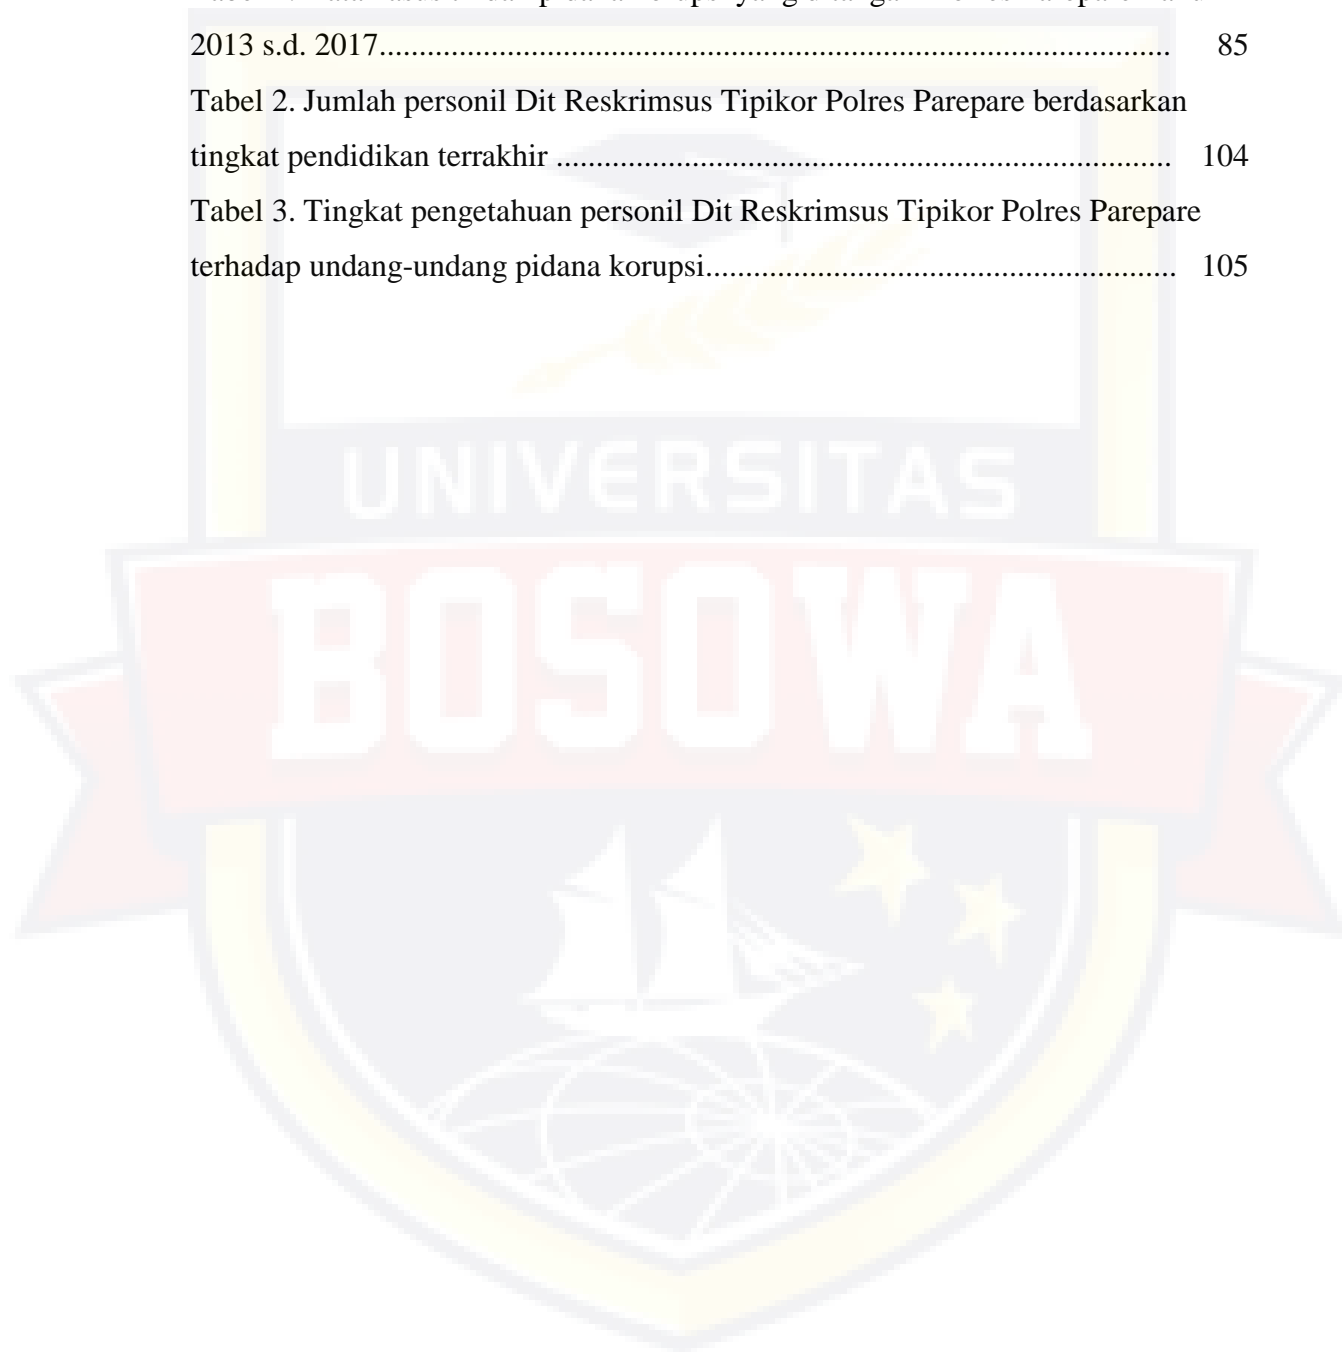 2013 s.d. 2017.................................................................................................... 85
Tabel 2. Jumlah personil Dit Reskrimsus Tipikor Polres Parepare berdasarkan
tingkat pendidikan terrakhir ............................................................................. 104
Tabel 3. Tingkat pengetahuan personil Dit Reskrimsus Tipikor Polres Parepare
terhadap undang-undang pidana korupsi........................................................... 105
UNIVERSITAS
BOSOWA